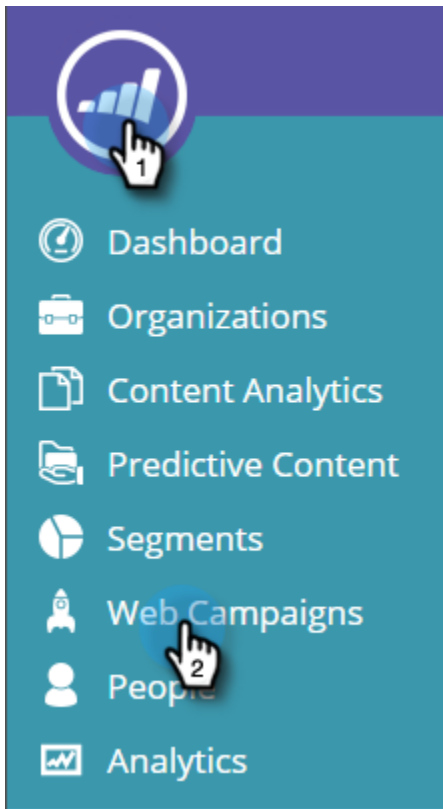 1
Dashboard
Organizations
Content Analytics
Predictive Content
Segments
Web Campaigns
2
People
Analytics